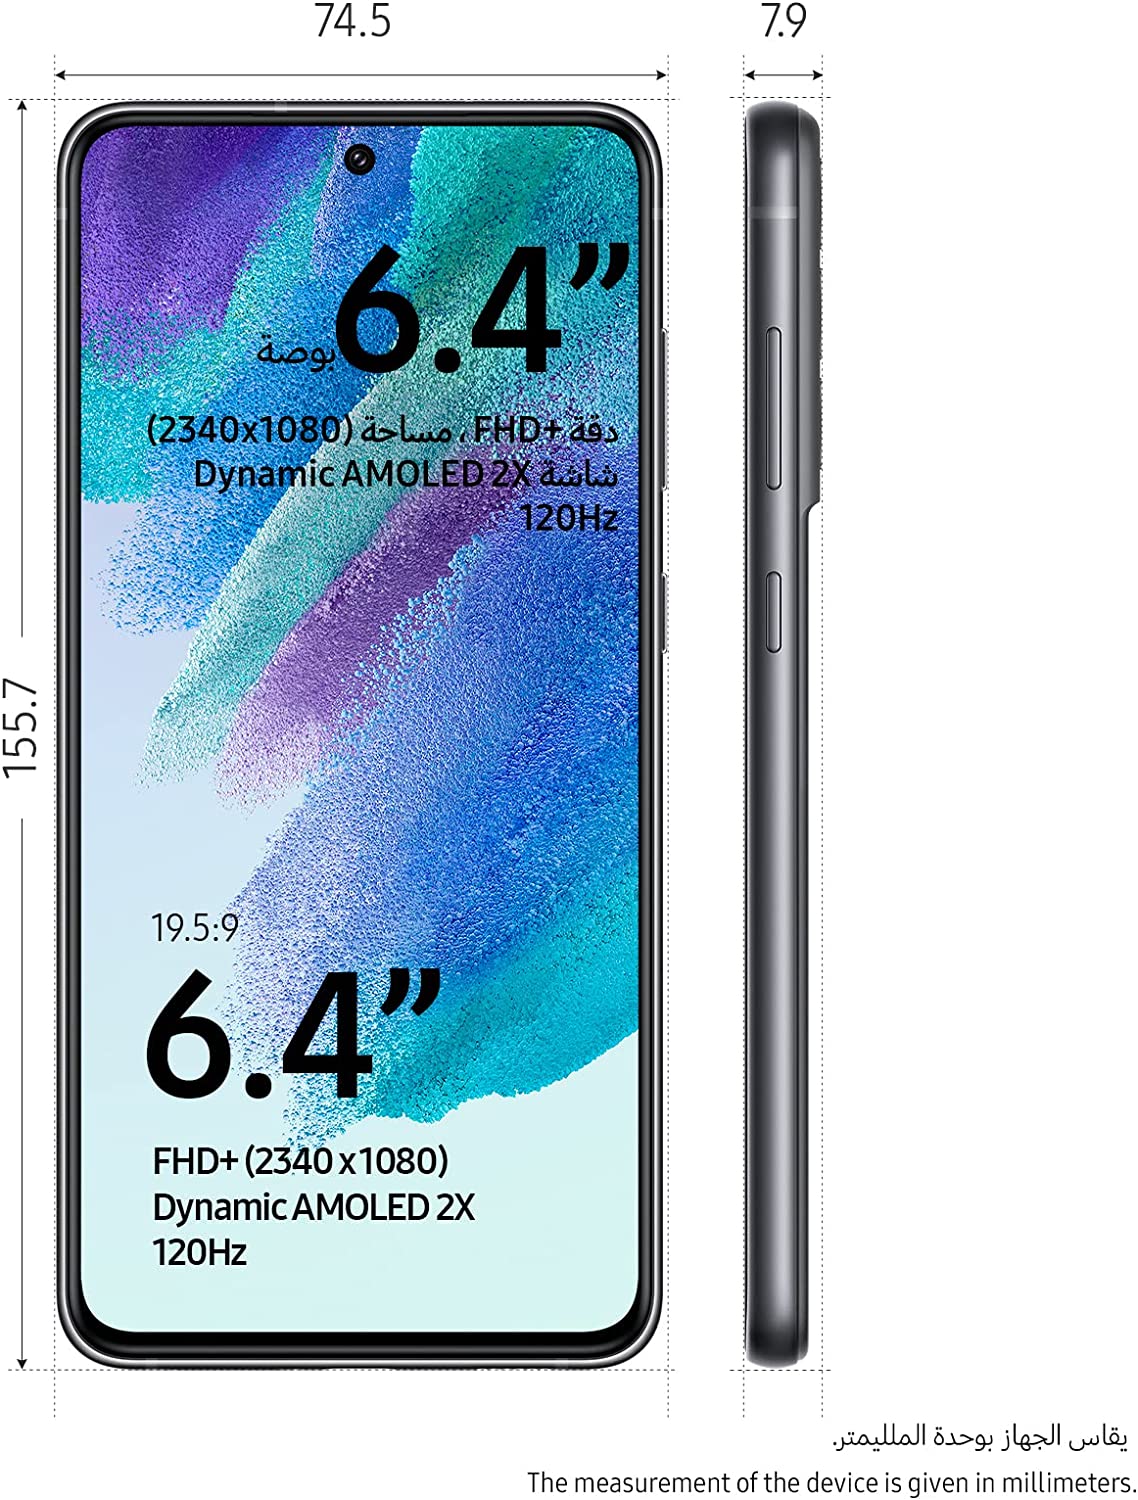 74.5
7.9
155.7
6.4” بوصة
دقة FHD+، مساحة (2340x1080)
شاشة Dynamic AMOLED 2X
120Hz
19.5:9
6.4”
FHD+ (2340 x 1080)
Dynamic AMOLED 2X
120Hz
يقاس الجهاز بوحدة الملليمتر.
The measurement of the device is given in millimeters.